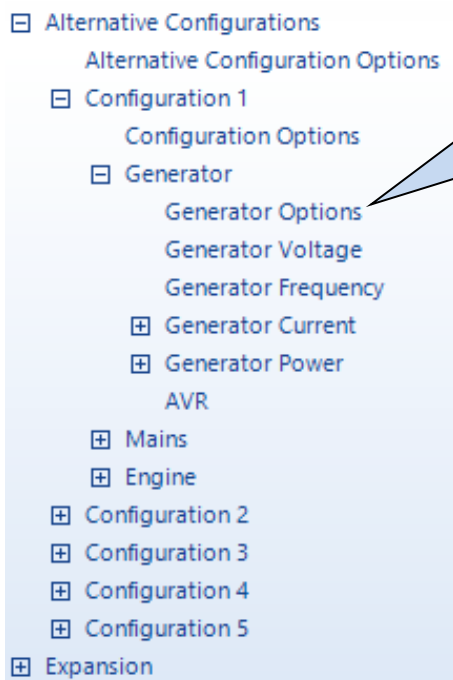 Alternative Configurations
Alternative Configuration Options
Configuration 1
Configuration Options
Generator
Generator Options
Generator Voltage
Generator Frequency
Generator Current
Generator Power
AVR
Mains
Engine
Configuration 2
Configuration 3
Configuration 4
Configuration 5
Expansion